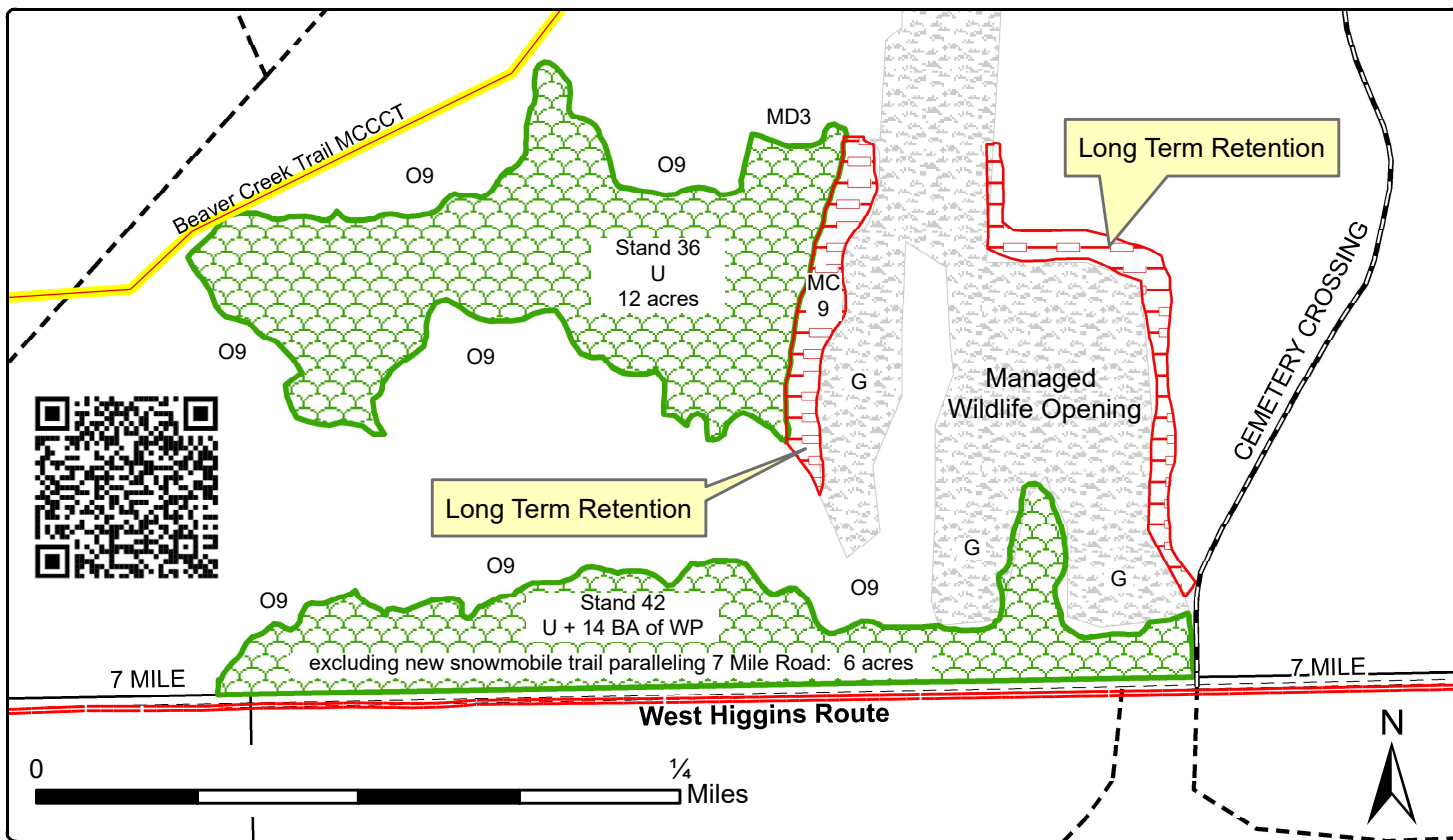 MD3
Beaver Creek Trail MCCCT
O9
O9
Long Term Retention
Stand 36
U
12 acres
MC
9
O9
O9
G
Managed
Wildlife Opening
CEMETERY CROSSING
Long Term Retention
G
G
O9
O9
O9
Stand 42
U + 14 BA of WP
excluding new snowmobile trail paralleling 7 Mile Road: 6 acres
7 MILE
7 MILE
West Higgins Route
N
0
¼
Miles